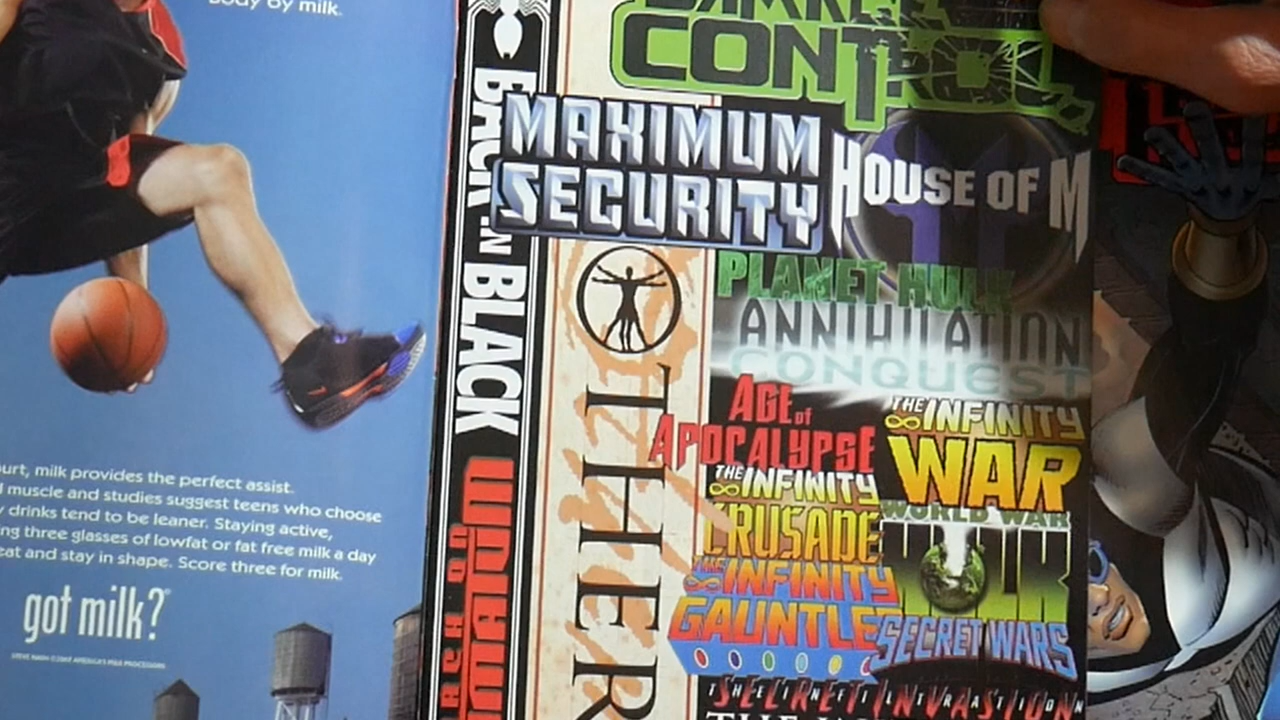 body by milk.
urt, milk provides the perfect assist.
muscle and studies suggest teens who choose
drinks tend to be leaner. Staying active,
ng three glasses of lowfat or fat free milk a day
eat and stay in shape. Score three for milk.
got milk?
BACK IN BLACK
DAMAGE
CONTROL
MAXIMUM
SECURITY
HOUSE OF M
PLANET HULK
ANNIHILATION
CONQUEST
THE OTHER
AGE of
APOCALYPSE
THE INFINITY
WAR
THE INFINITY
CRUSADE
WORLD WAR
HULK
THE INFINITY
GAUNTLET
SECRET WARS